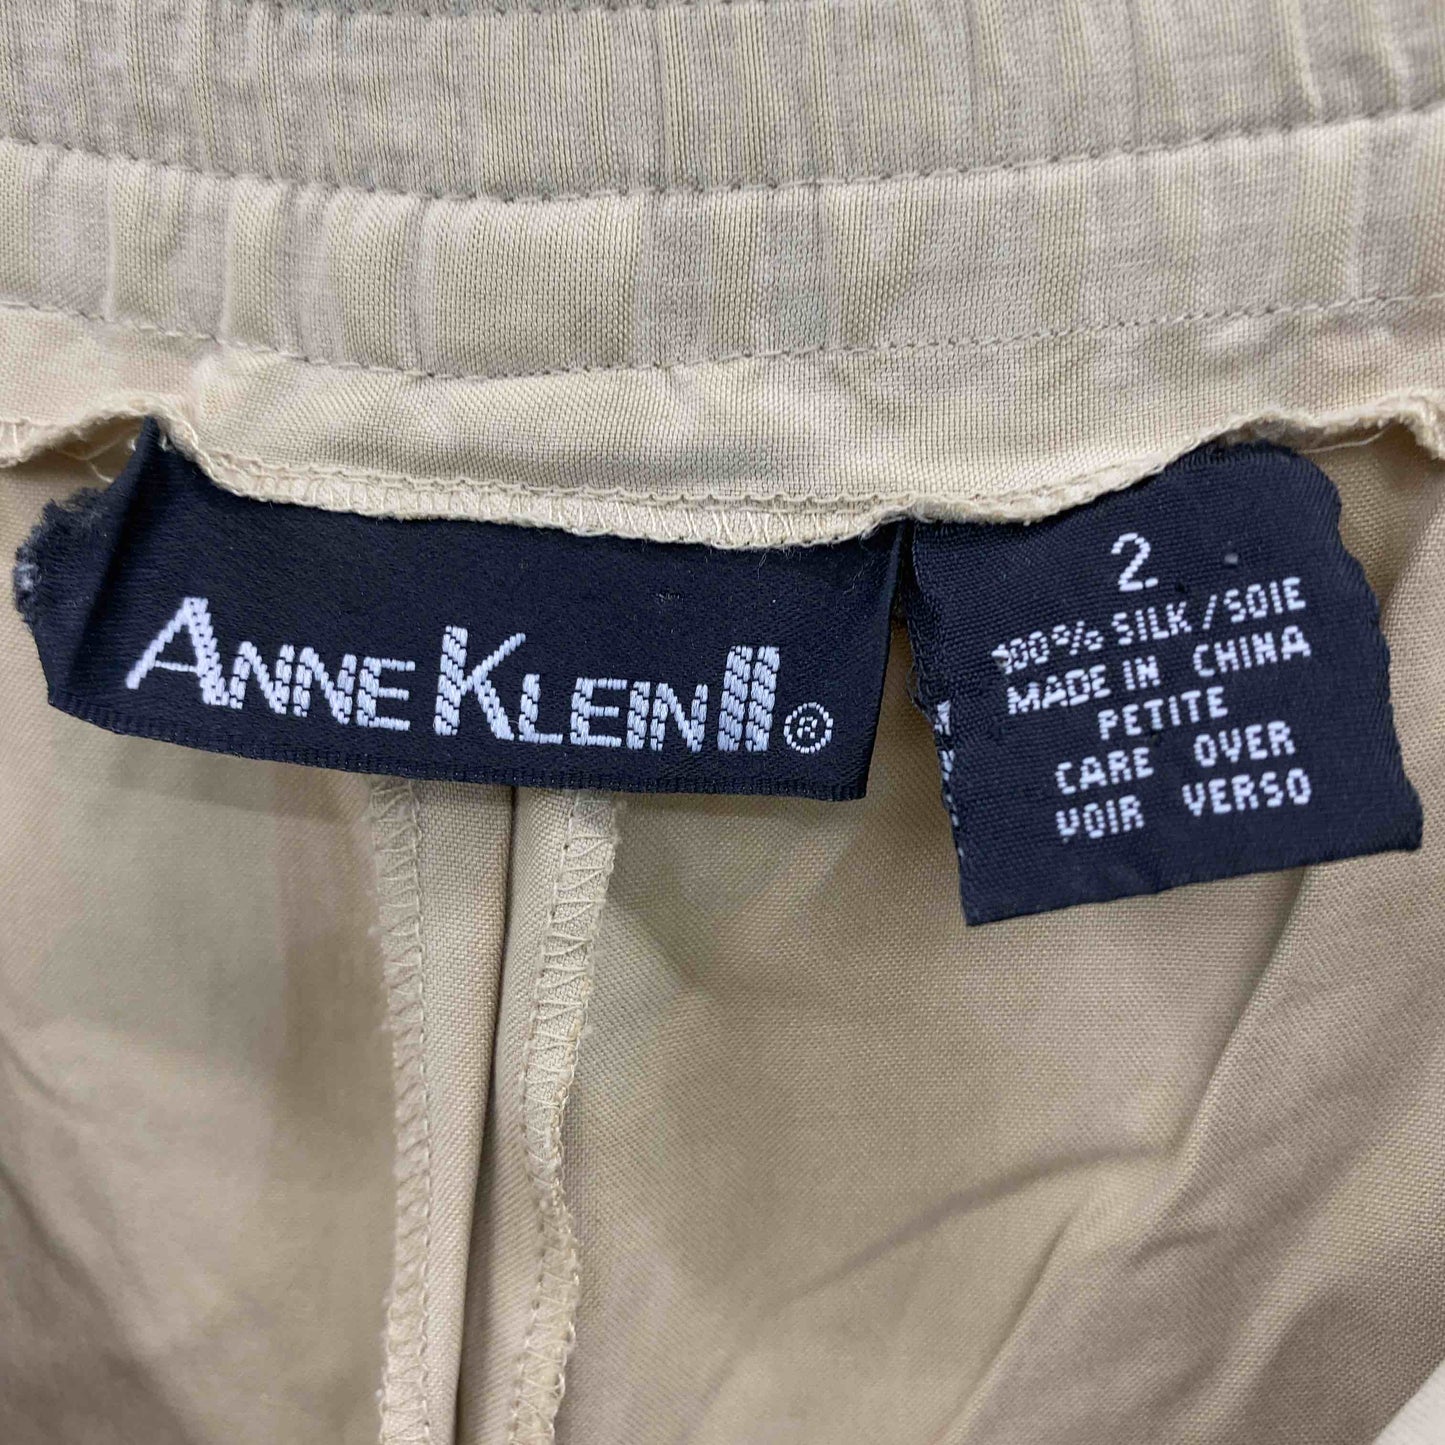 ANNE KLEIN II ®
2
100% SILK/SOIE
MADE IN CHINA
PETITE
CARE OVER
VOIR VERSO